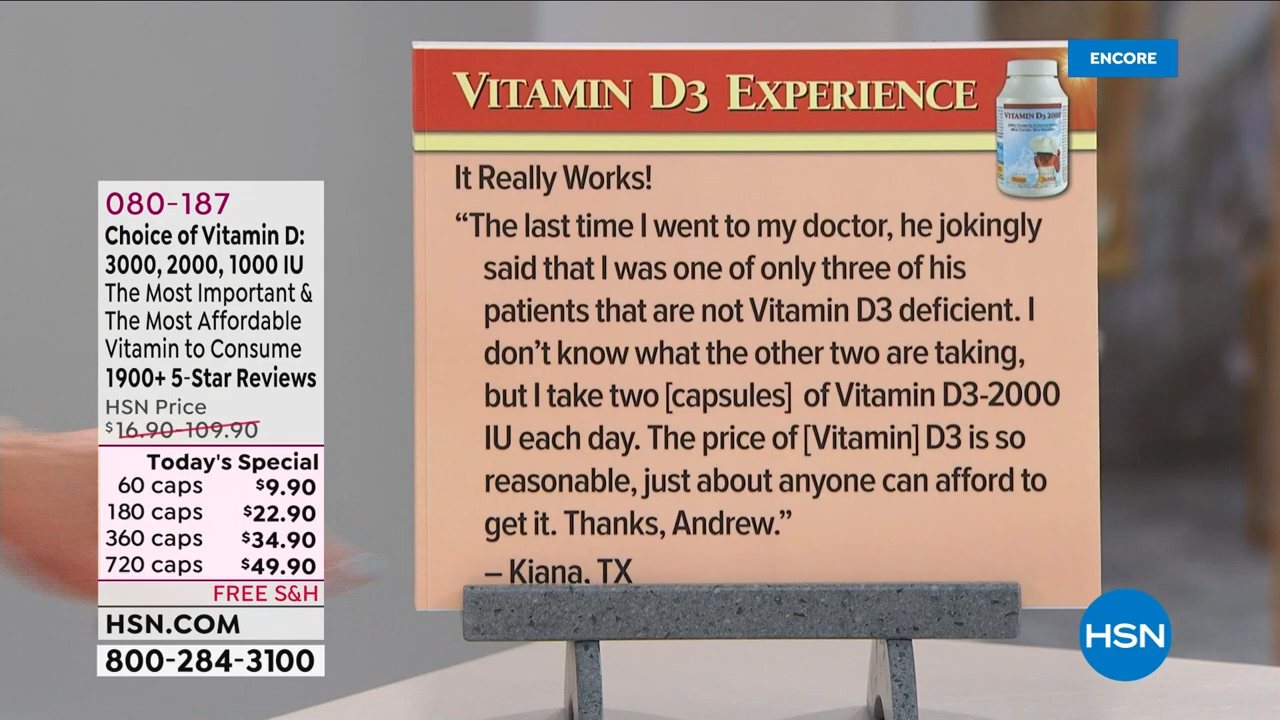 ENCORE
VITAMIN D3 EXPERIENCE
VITAMIN D3 2000
It Really Works!
“The last time I went to my doctor, he jokingly
said that I was one of only three of his
patients that are not Vitamin D3 deficient. I
don’t know what the other two are taking,
but I take two [capsules] of Vitamin D3-2000
IU each day. The price of [Vitamin] D3 is so
reasonable, just about anyone can afford to
get it. Thanks, Andrew.”
– Kiana, TX
080-187
Choice of Vitamin D:
3000, 2000, 1000 IU
The Most Important &
The Most Affordable
Vitamin to Consume
1900+ 5-Star Reviews
HSN Price
$16.90-109.90
Today's Special
60 caps $9.90
180 caps $22.90
360 caps $34.90
720 caps $49.90
FREE S&H
HSN.COM
800-284-3100
HSN